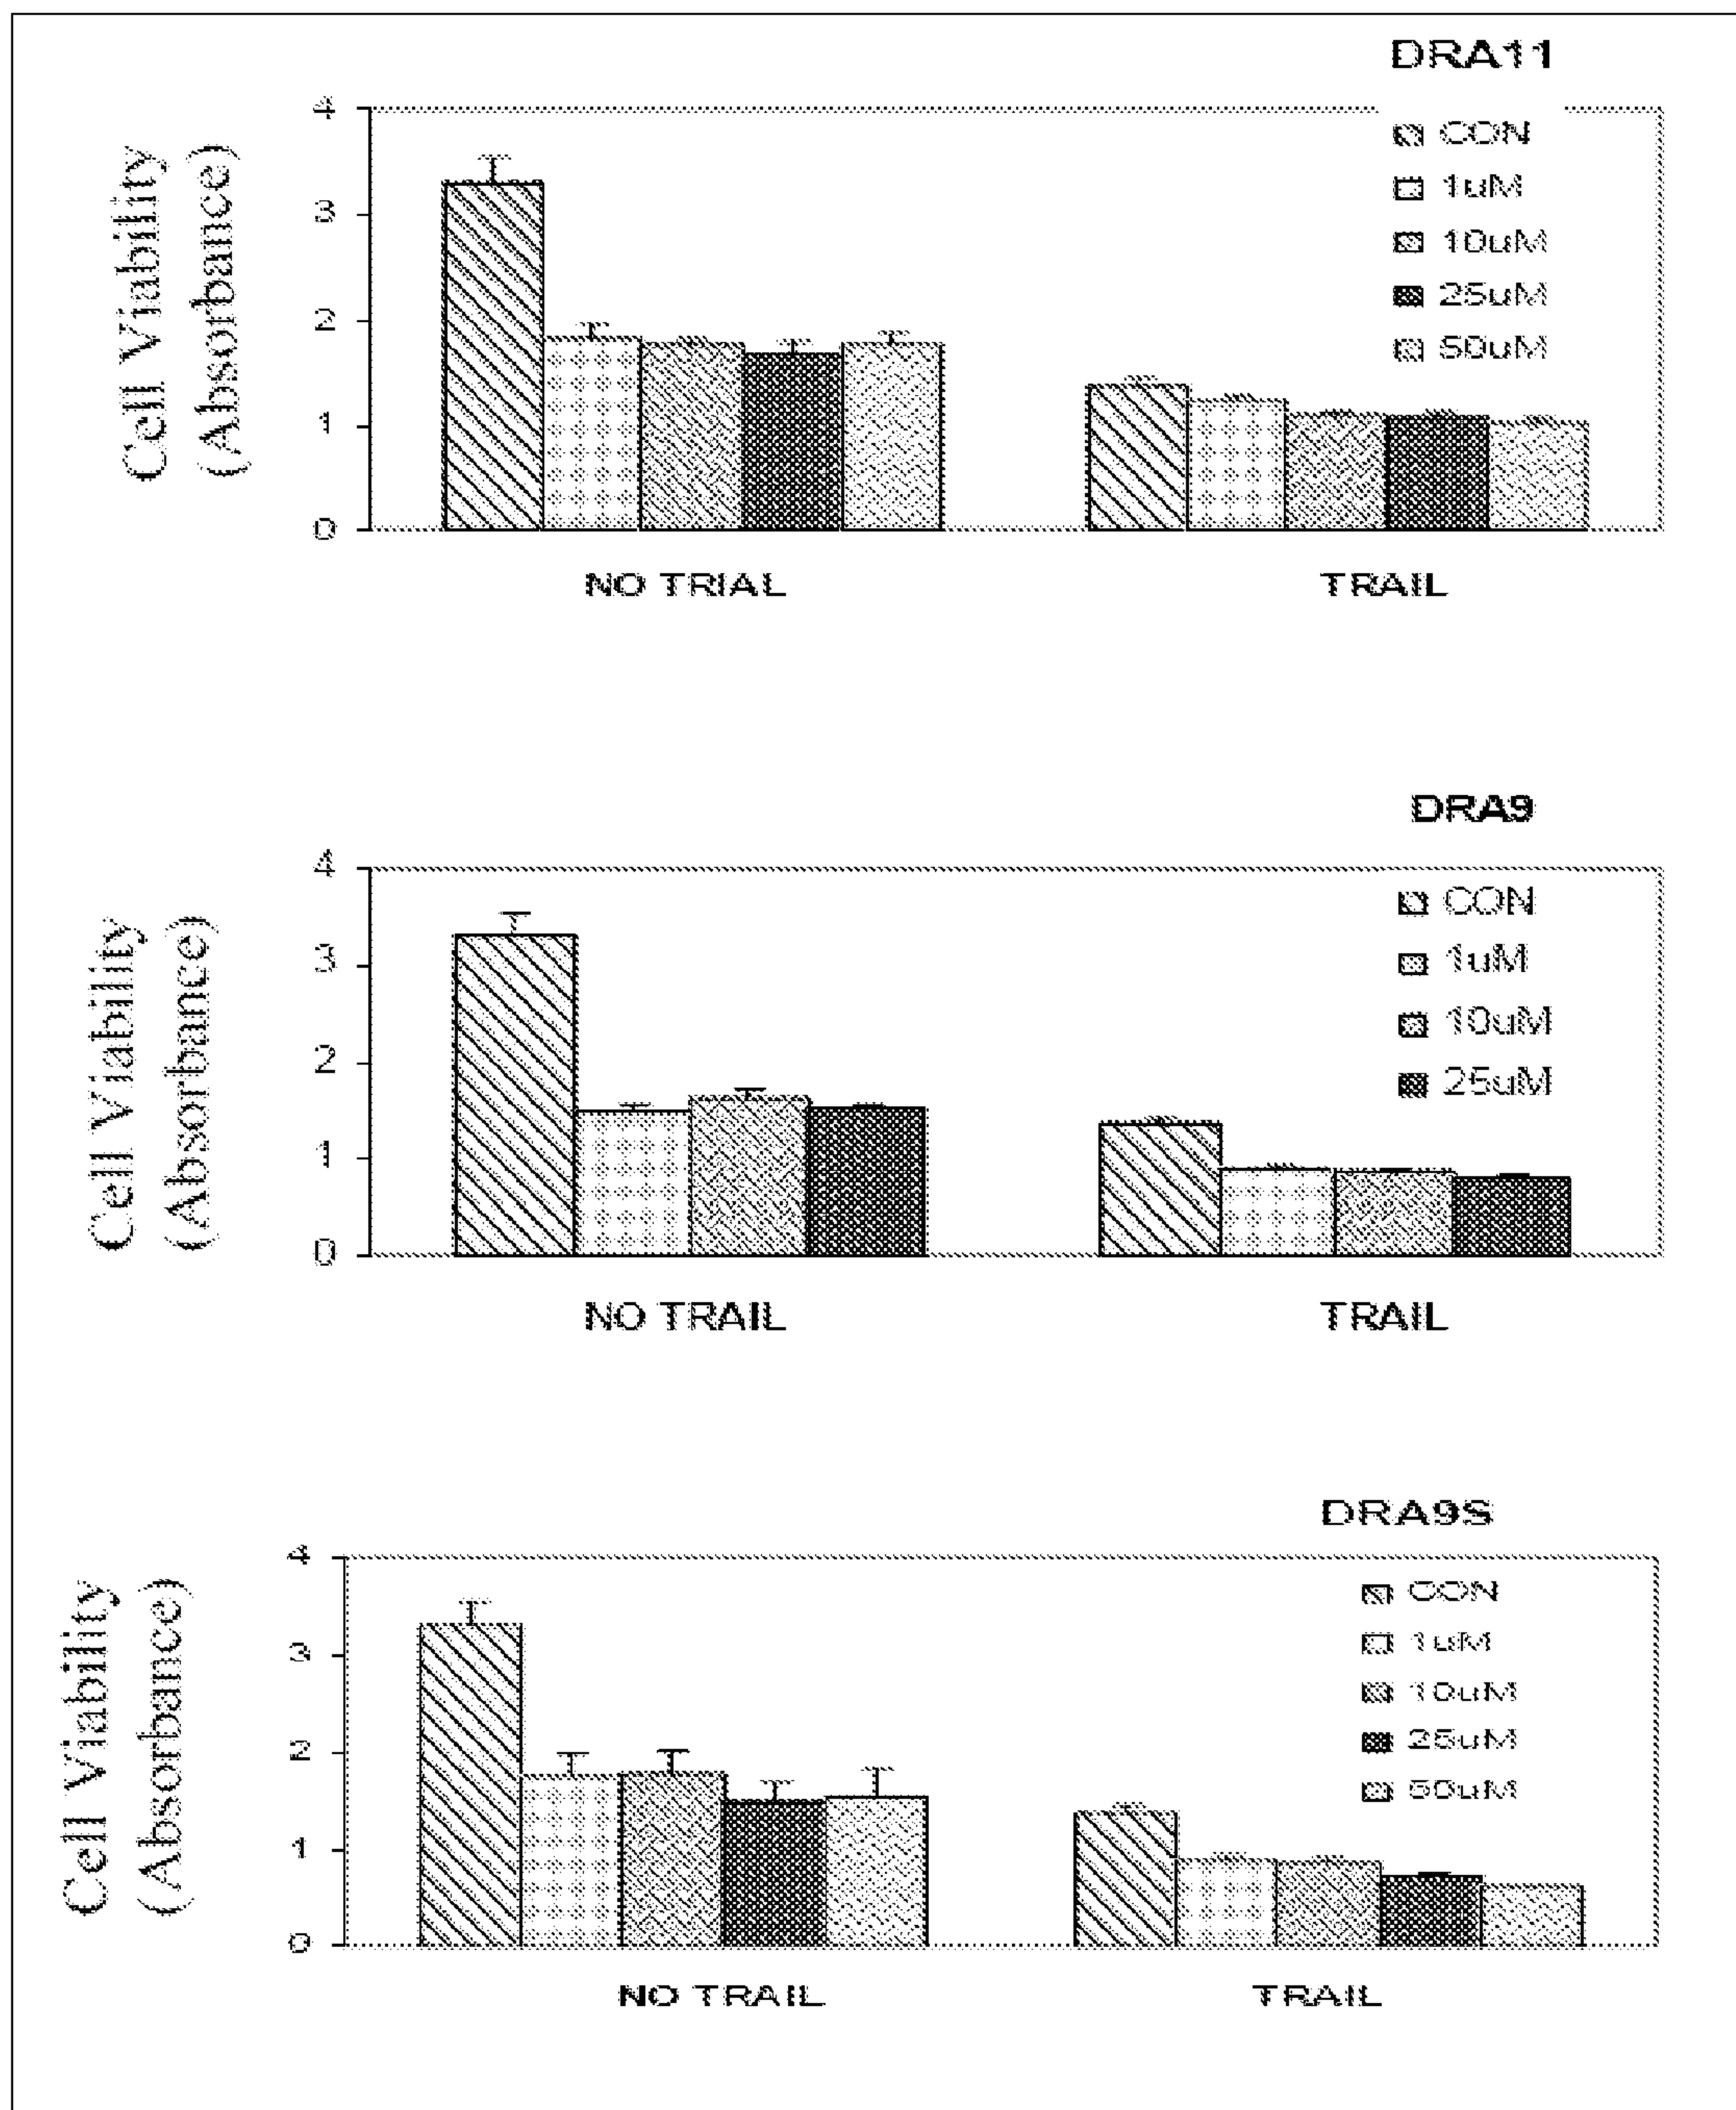 DRA11
Cell Viability
(Absorbance)
4
3
2
1
0
CON
1uM
10uM
25uM
50uM
NO TRIAL
TRAIL
DRA9
Cell Viability
(Absorbance)
4
3
2
1
0
CON
1uM
10uM
25uM
NO TRAIL
TRAIL
DRA9S
Cell Viability
(Absorbance)
4
3
2
1
0
CON
1uM
10uM
25uM
50uM
NO TRAIL
TRAIL